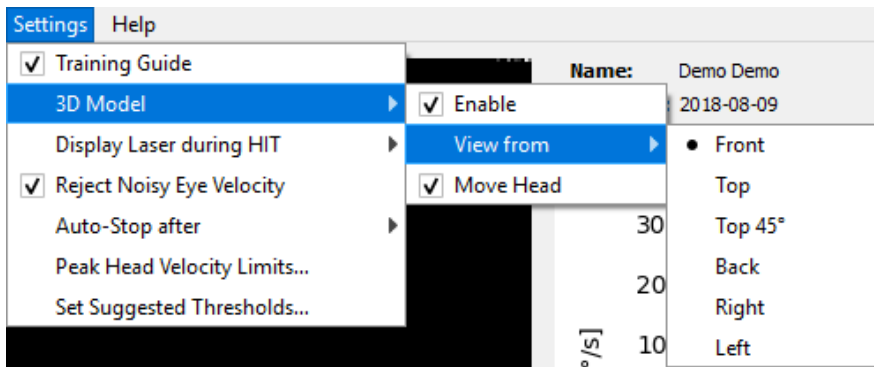 Settings Help
Training Guide
3D Model
Display Laser during HIT
Reject Noisy Eye Velocity
Auto-Stop after
Peak Head Velocity Limits...
Set Suggested Thresholds...
Enable
View from
Move Head
Name: Demo Demo
2018-08-09
Front
Top
Top 45°
Back
Right
Left
30
20
10
°/s]